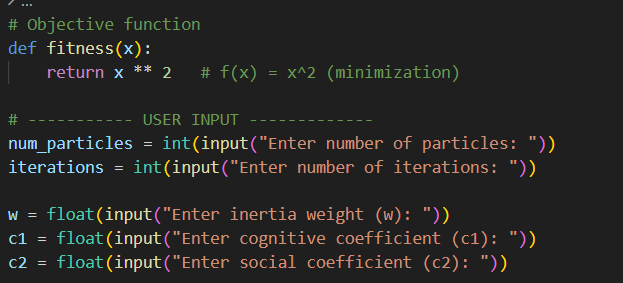 # Objective function
def fitness(x):
    return x ** 2   # f(x) = x^2 (minimization)
# ----------- USER INPUT -------------
num_particles = int(input("Enter number of particles: "))
iterations = int(input("Enter number of iterations: "))
w = float(input("Enter inertia weight (w): "))
c1 = float(input("Enter cognitive coefficient (c1): "))
c2 = float(input("Enter social coefficient (c2): "))